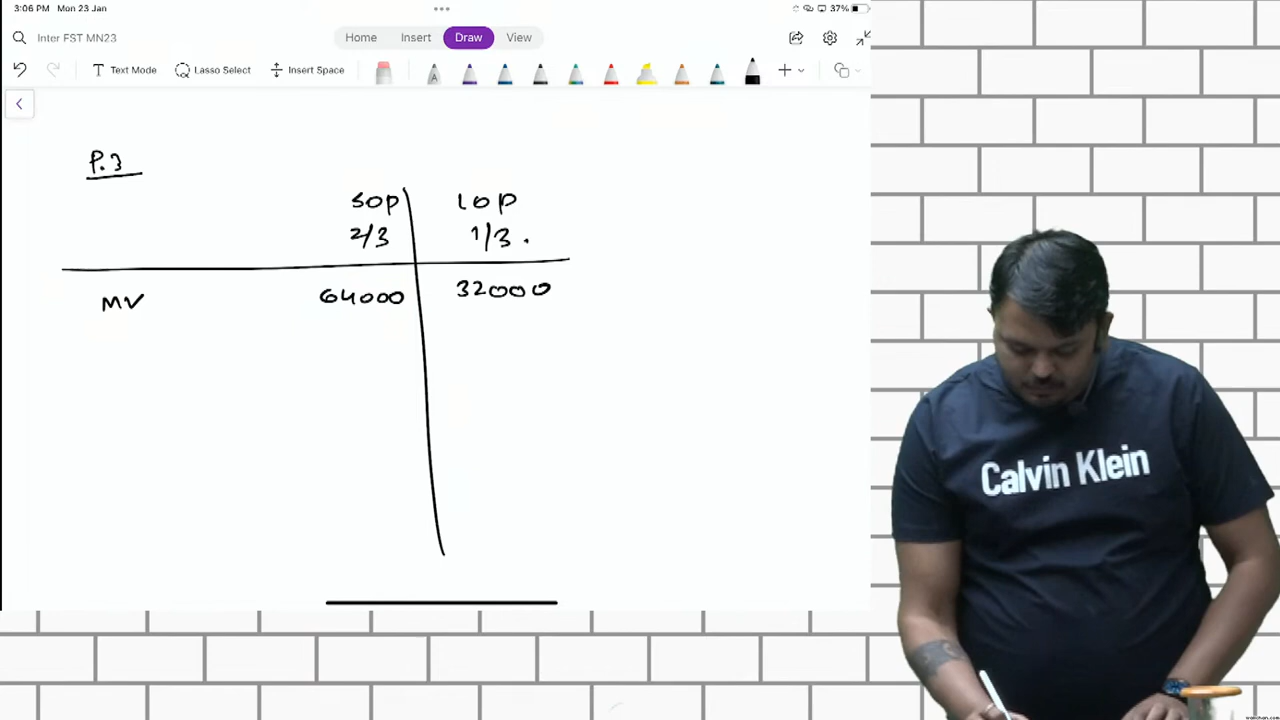 3:06 PM Mon 23 Jan
37%
Inter FST MN23
Home Insert Draw View
Text Mode Lasso Select Insert Space
P.3
SOP LOP
2/3 1/3.
MV 64000 32000
Calvin Klein